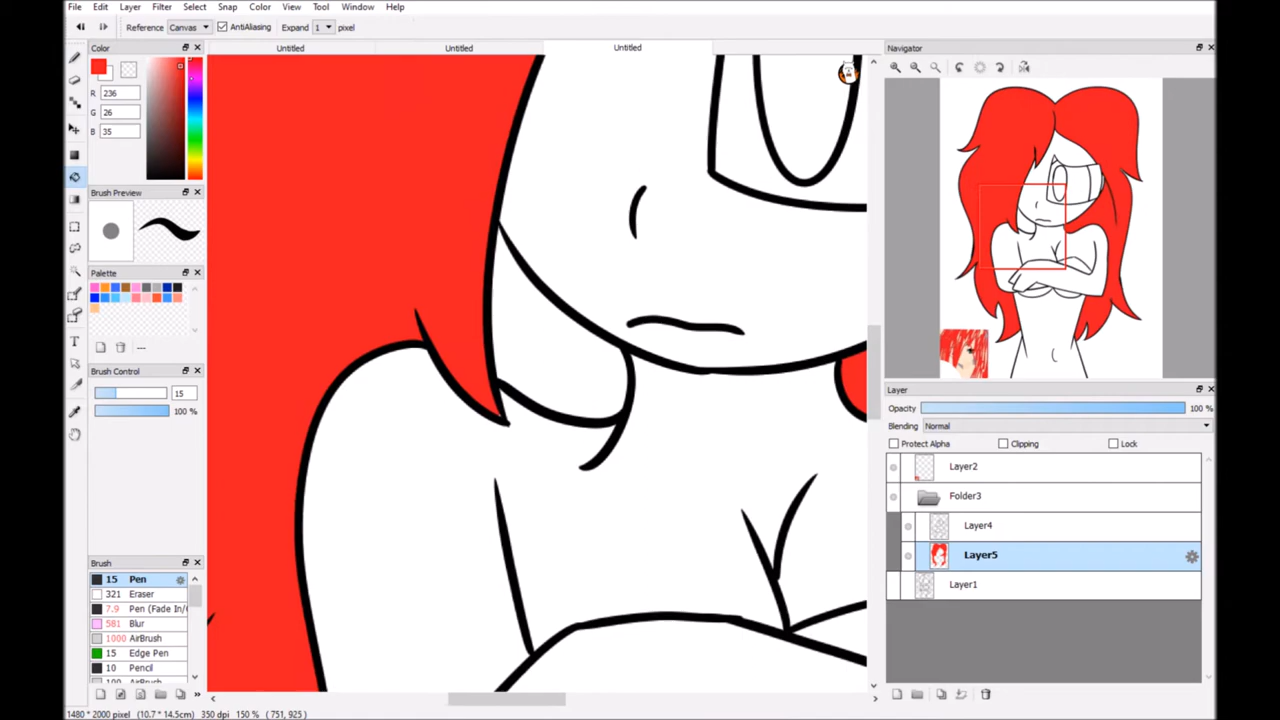 File Edit Layer Filter Select Snap Color View Tool Window Help
Reference Canvas AntiAliasing Expand 1 pixel
Color
Untitled Untitled Untitled
Navigator
R 236
G 26
B 35
Brush Preview
Palette
---
Brush Control
15
100 %
Layer
Opacity 100 %
Blending Normal
Protect Alpha Clipping Lock
Layer2
Folder3
Layer4
Layer5
Layer1
Brush
15 Pen
321 Eraser
7.9 Pen (Fade In/
581 Blur
1000 AirBrush
15 Edge Pen
10 Pencil
100 AirBrush
1480 * 2000 pixel (10.7 * 14.5cm) 350 dpi 150 % ( 751, 925 )